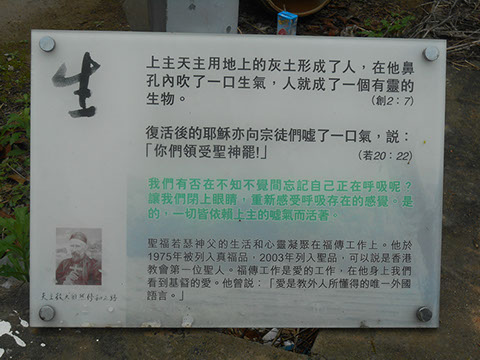 生
上主天主用地上的灰土形成了人，在他鼻
孔內吹了一口生氣，人就成了一個有靈的
生物。
（創2：7）
復活後的耶穌亦向宗徒們噓了一口氣，說：
「你們領受聖神罷!」
（若20：22）
我們有否在不知不覺間忘記自己正在呼吸呢？
讓我們閉上眼睛，重新感受呼吸存在的感覺。是
的，一切皆依賴上主的噓氣而活著。
聖福若瑟神父的生活和心靈凝聚在福傳工作上。他於
1975年被列入真福品，2003年列入聖品，可以說是香港
教會第一位聖人。福傳工作是愛的工作，在他身上我們
看到基督的愛。他曾說：「愛是教外人所懂得的唯一外國
語言。」